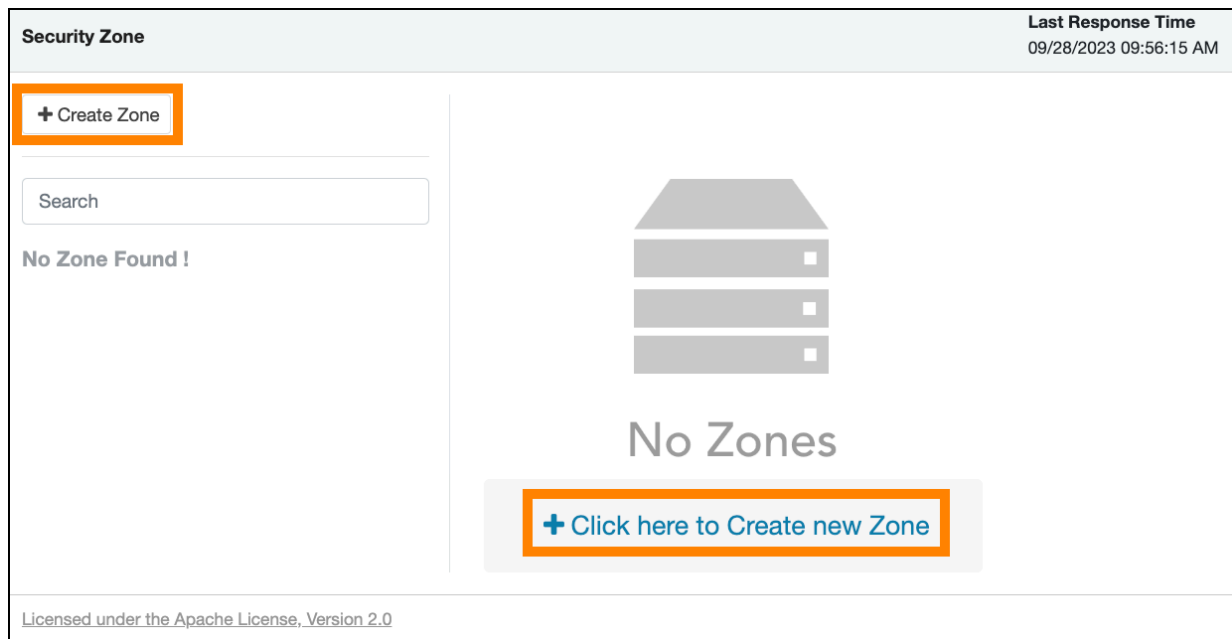 Security Zone
Last Response Time
09/28/2023 09:56:15 AM
+ Create Zone
Search
No Zone Found !
No Zones
+ Click here to Create new Zone
Licensed under the Apache License, Version 2.0